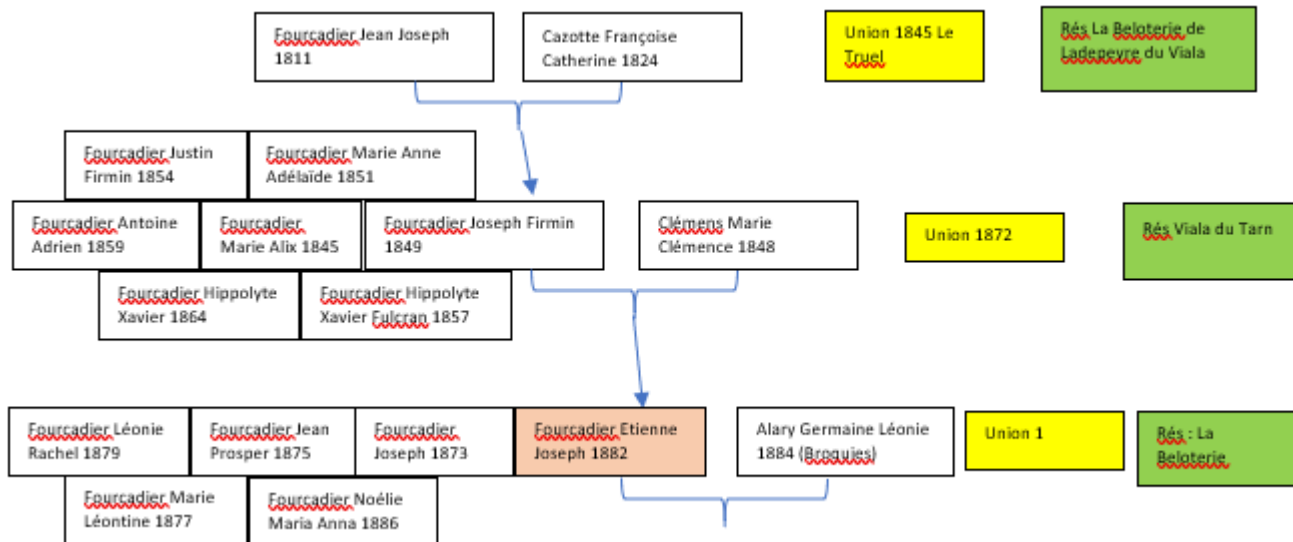 Fourcadier Jean Joseph
1811
Cazotte Françoise
Catherine 1824
Union 1845 Le
Truel
Rés La Beloterie de
Ladepeyre du Viala
Fourcadier Justin
Firmin 1854
Fourcadier Marie Anne
Adélaïde 1851
Fourcadier Antoine
Adrien 1859
Fourcadier
Marie Alix 1845
Fourcadier Joseph Firmin
1849
Clémens Marie
Clémence 1848
Union 1872
Rés Viala du Tarn
Fourcadier Hippolyte
Xavier 1864
Fourcadier Hippolyte
Xavier Fulcran 1857
Fourcadier Léonie
Rachel 1879
Fourcadier Jean
Prosper 1875
Fourcadier
Joseph 1873
Fourcadier Etienne
Joseph 1882
Alary Germaine Léonie
1884 (Broquies)
Union 1
Rés : La
Beloterie
Fourcadier Marie
Léontine 1877
Fourcadier Noélie
Maria Anna 1886